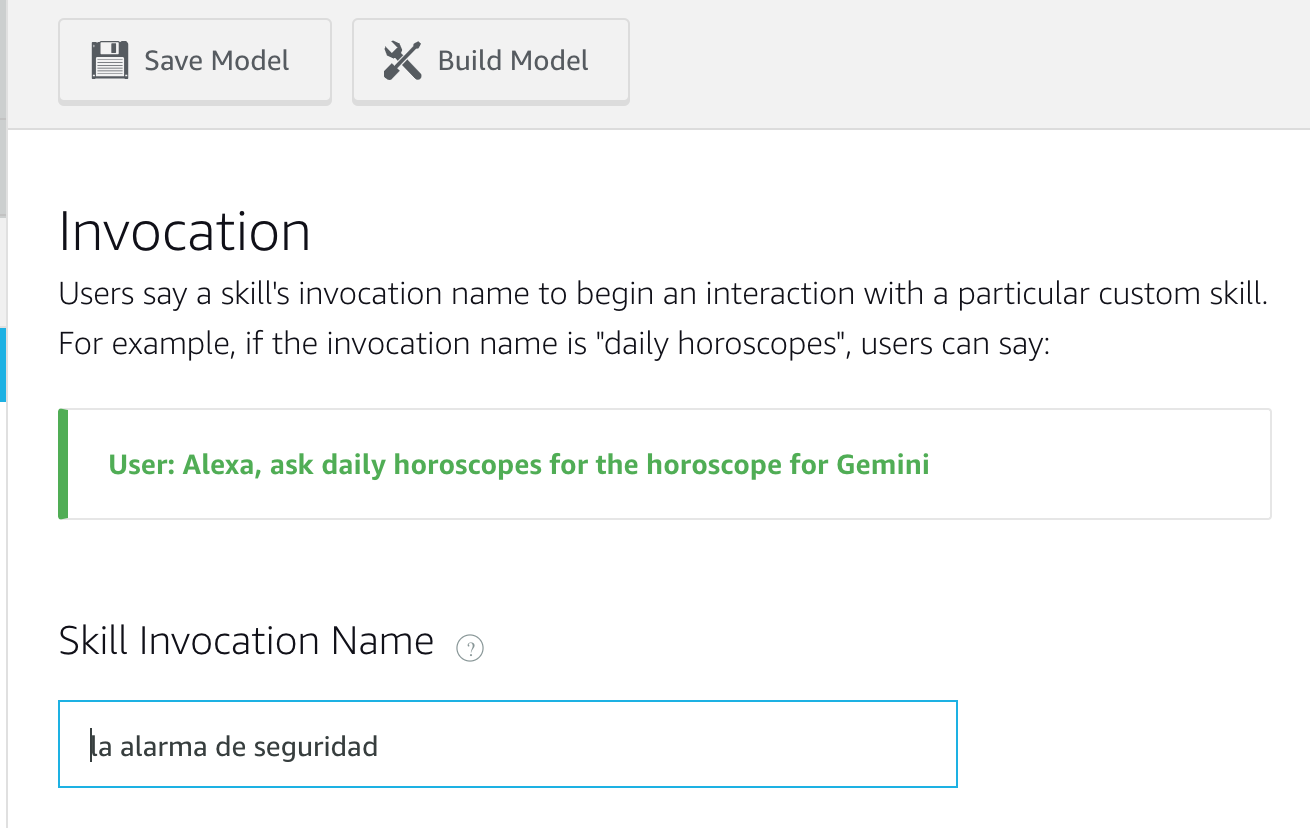 Save Model
Build Model
Invocation
Users say a skill's invocation name to begin an interaction with a particular custom skill.
For example, if the invocation name is "daily horoscopes", users can say:
User: Alexa, ask daily horoscopes for the horoscope for Gemini
Skill Invocation Name ?
la alarma de seguridad